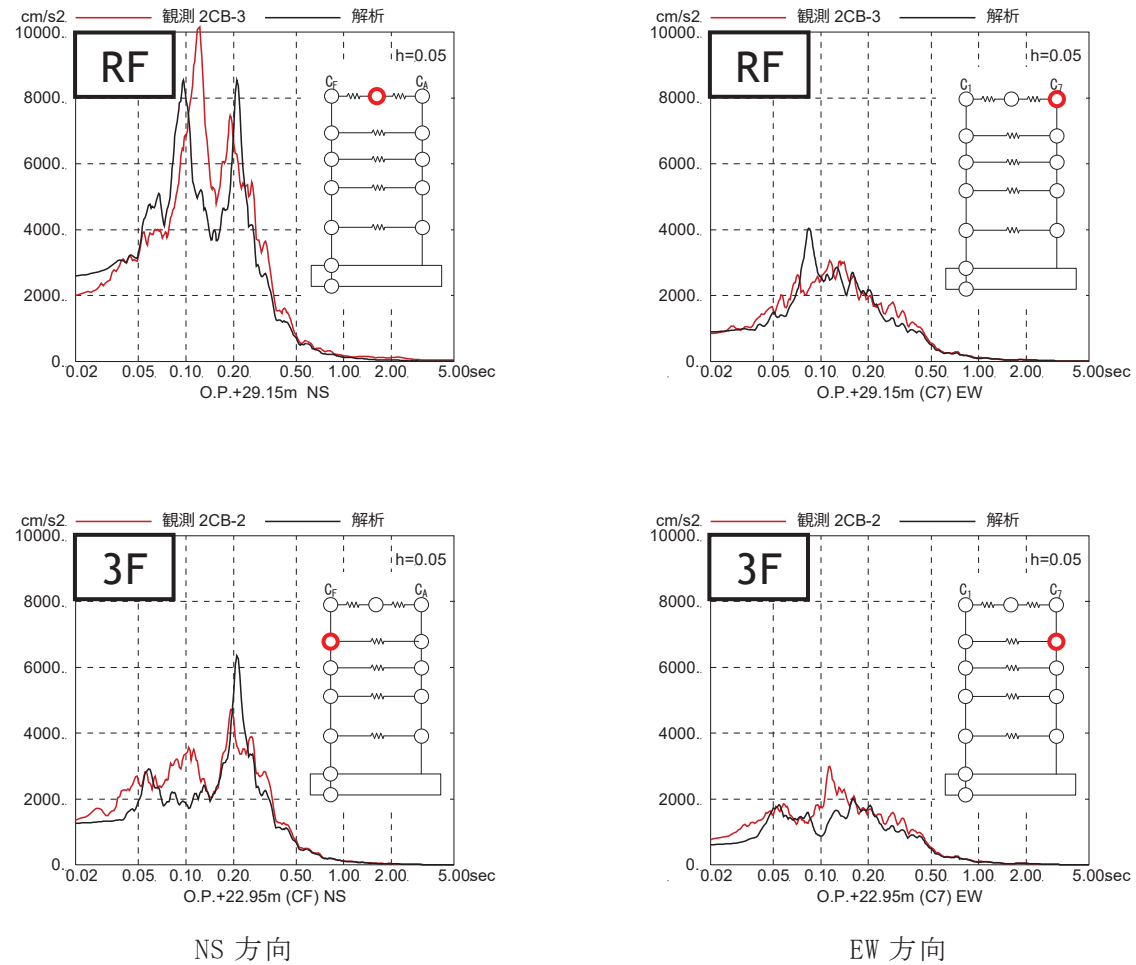 cm/s2 観測 2CB-3 解析
10000.
RF
h=0.05
CF CA
8000.
6000.
4000.
2000.
0.
0.02 0.05 0.10 0.20 0.50 1.00 2.00 5.00sec
O.P.+29.15m NS
cm/s2 観測 2CB-3 解析
10000.
RF
h=0.05
C1 C7
8000.
6000.
4000.
2000.
0.
0.02 0.05 0.10 0.20 0.50 1.00 2.00 5.00sec
O.P.+29.15m (C7) EW
cm/s2 観測 2CB-2 解析
10000.
3F
h=0.05
CF CA
8000.
6000.
4000.
2000.
0.
0.02 0.05 0.10 0.20 0.50 1.00 2.00 5.00sec
O.P.+22.95m (CF) NS
NS 方向
cm/s2 観測 2CB-2 解析
10000.
3F
h=0.05
C1 C7
8000.
6000.
4000.
2000.
0.
0.02 0.05 0.10 0.20 0.50 1.00 2.00 5.00sec
O.P.+22.95m (C7) EW
EW 方向